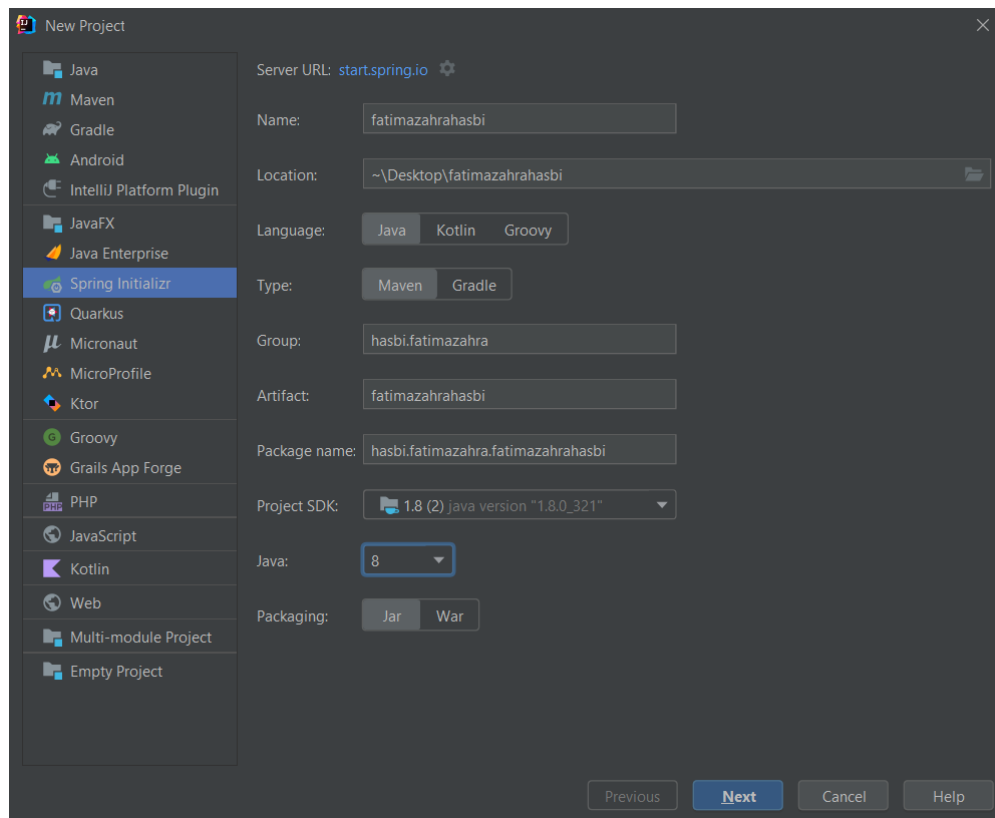 New Project
Java
Maven
Gradle
Android
IntelliJ Platform Plugin
JavaFX
Java Enterprise
Spring Initializr
Quarkus
Micronaut
MicroProfile
Ktor
Groovy
Grails App Forge
PHP
JavaScript
Kotlin
Web
Multi-module Project
Empty Project
Server URL: start.spring.io
Name: fatimazahrahasbi
Location: ~\Desktop\fatimazahrahasbi
Language: Java Kotlin Groovy
Type: Maven Gradle
Group: hasbi.fatimazahra
Artifact: fatimazahrahasbi
Package name: hasbi.fatimazahra.fatimazahrahasbi
Project SDK: 1.8 (2) java version "1.8.0_321"
Java: 8
Packaging: Jar War
Previous Next Cancel Help